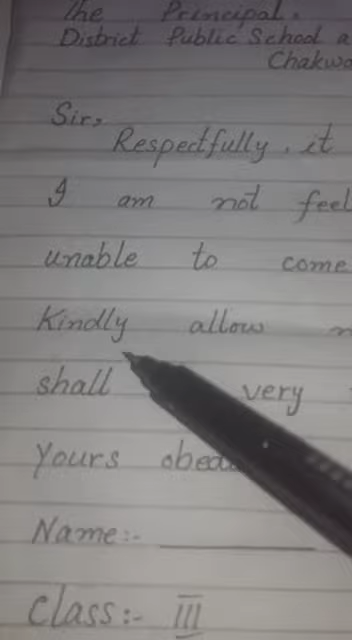 The Principal.
District Public School
Chakwa
Sir,
Respectfully. it
I am not feel
unable to come
Kindly allow
shall very
Yours obed
Name:-
Class:- III